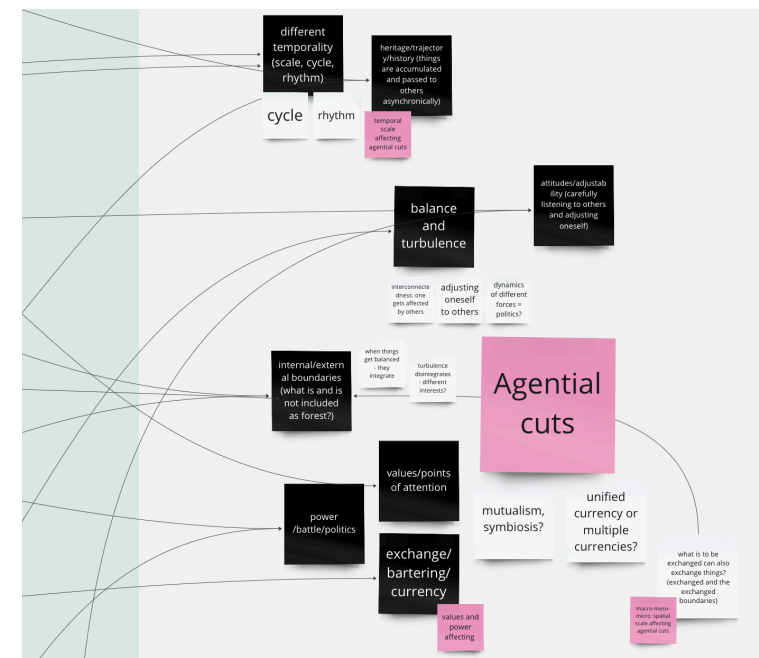 different
temporality
(scale, cycle,
rhythm)
heritage/trajector
y/history (things
are accumulated
and passed to
others
asynchronically)
cycle
rhythm
temporal
scale
affecting
agential cuts
attitudes/adjustab
ility (carefully
listening to others
and adjusting
oneself)
balance
and
turbulence
interconnecte
dness: one
gets affected
by others
adjusting
oneself
to others
dynamics
of different
forces =
politics?
internal/extern
al boundaries
(what is and is
not included
as forest?)
when things
get balanced
- they
integrate
turbulence
disintegrates
- different
interests?
Agential
cuts
values/points
of attention
power
/battle/politics
mutualism,
symbiosis?
unified
currency or
multiple
currencies?
exchange/
bartering/
currency
what is to be
exchanged can also
exchange things?
(exchanged and the
exchanged
boundaries)
values and
power
affecting
macro-meso-
micro: spatial
scale affecting
agential cuts